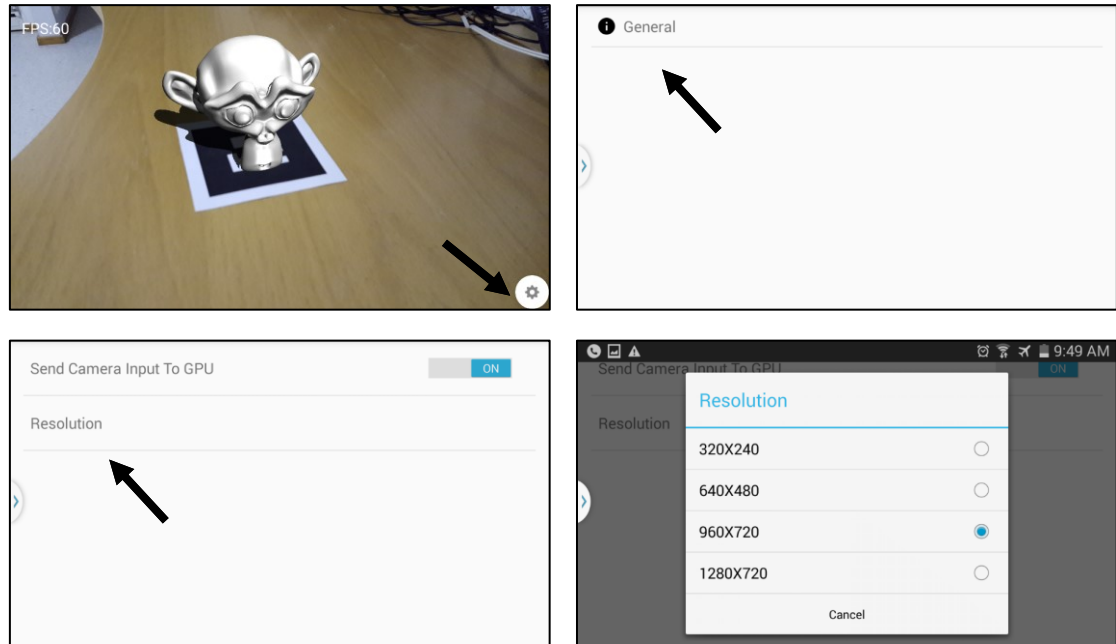 FPS:60
General
Send Camera Input To GPU
ON
Resolution
9:49 AM
Send Camera Input To GPU
ON
Resolution
Resolution
320X240
640X480
960X720
1280X720
Cancel